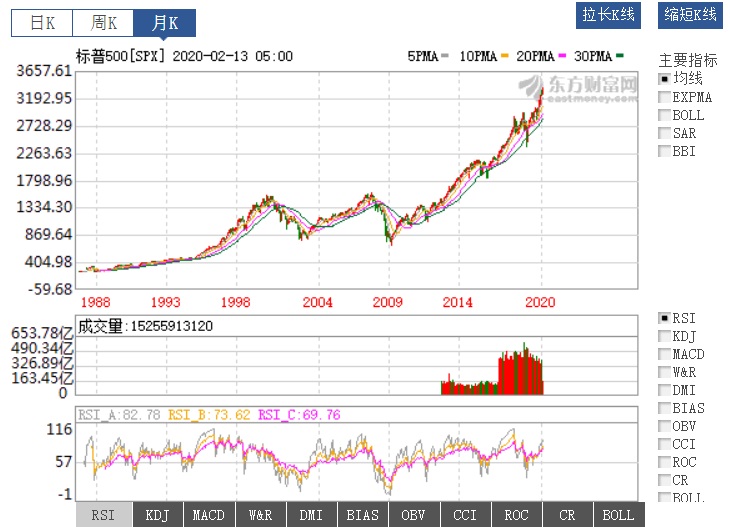 日K 周K 月K 拉长K线 缩短K线
标普500[SPX] 2020-02-13 05:00 5PMA 10PMA 20PMA 30PMA
主要指标
均线
EXPMA
BOLL
SAR
BBI
东方财富网
eastmoney.com
3657.61
3192.95
2728.29
2263.63
1798.96
1334.30
869.64
404.98
-59.68
1988 1993 1998 2004 2009 2014 2020
成交量:15255913120
653.78亿
490.34亿
326.89亿
163.45亿
0
RSI_A:82.78 RSI_B:73.62 RSI_C:69.76
116
57
-1
RSI
KDJ
MACD
W&R
DMI
BIAS
OBV
CCI
ROC
CR
BOLL
RSI KDJ MACD W&R DMI BIAS OBV CCI ROC CR BOLL